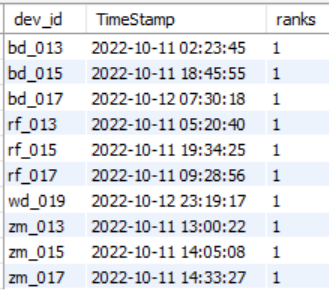 dev_id TimeStamp ranks
bd_013 2022-10-11 02:23:45 1
bd_015 2022-10-11 18:45:55 1
bd_017 2022-10-12 07:30:18 1
rf_013 2022-10-11 05:20:40 1
rf_015 2022-10-11 19:34:25 1
rf_017 2022-10-11 09:28:56 1
wd_019 2022-10-12 23:19:17 1
zm_013 2022-10-11 13:00:22 1
zm_015 2022-10-11 14:05:08 1
zm_017 2022-10-11 14:33:27 1